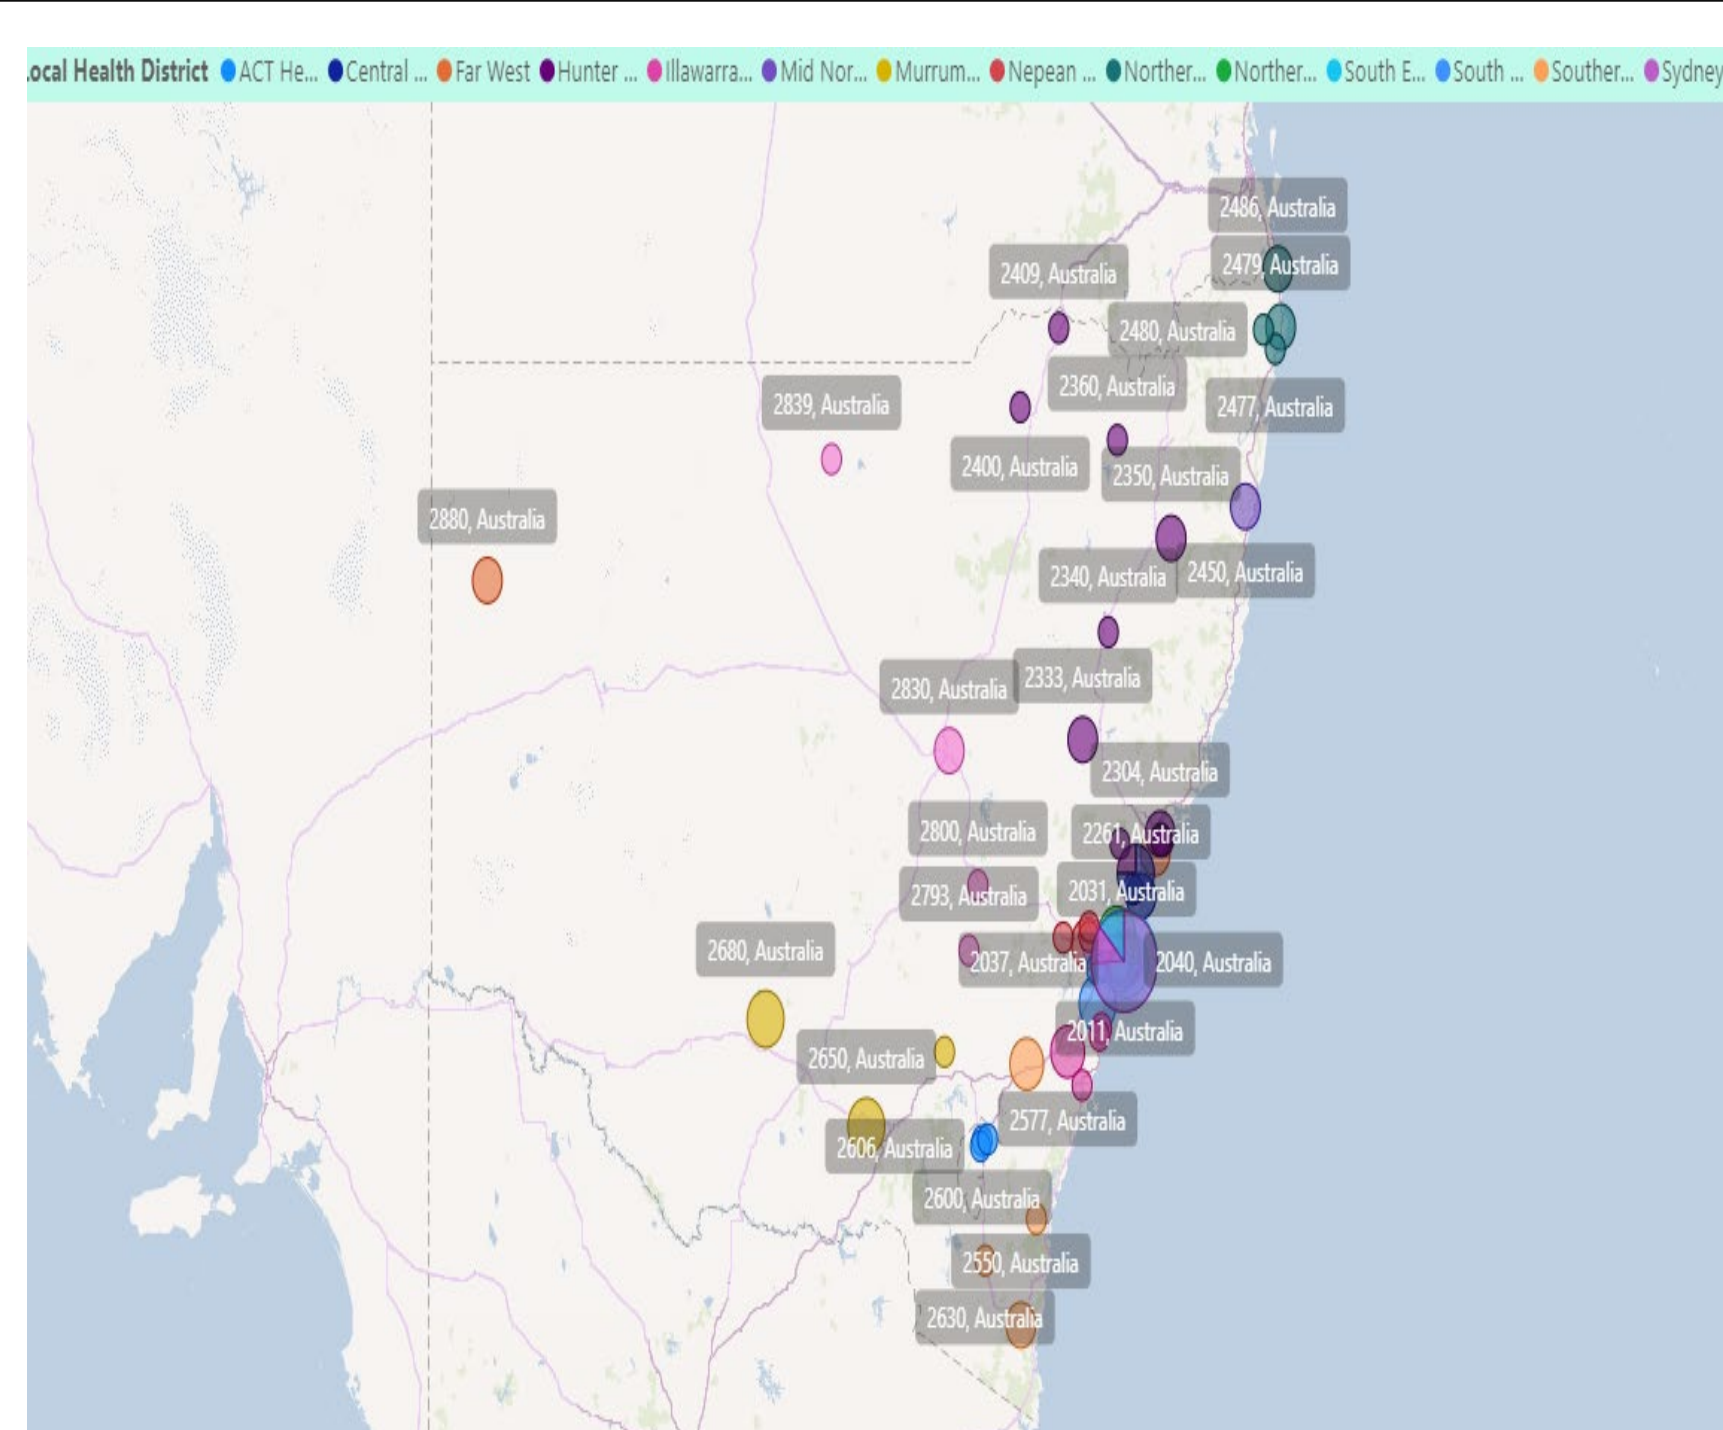 Local Health District ACT He... Central ... Far West Hunter ... Illawarra... Mid Nor... Murrum... Nepean ... Norther... Norther... South E... South ... Souther... Sydney
2486, Australia
2479, Australia
2409, Australia
2480, Australia
2360, Australia
2839, Australia
2477, Australia
2400, Australia
2350, Australia
2880, Australia
2340, Australia
2450, Australia
2333, Australia
2830, Australia
2304, Australia
2800, Australia
2261, Australia
2031, Australia
2793, Australia
2680, Australia
2037, Australia
2040, Australia
2011, Australia
2650, Australia
2577, Australia
2606, Australia
2600, Australia
2550, Australia
2630, Australia